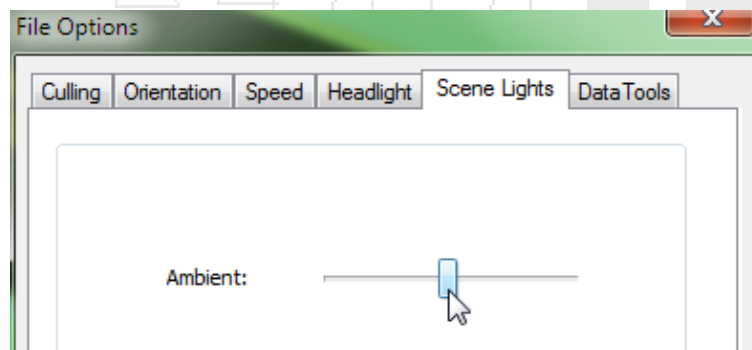 File Options
Culling Orientation Speed Headlight Scene Lights DataTools
Ambient: